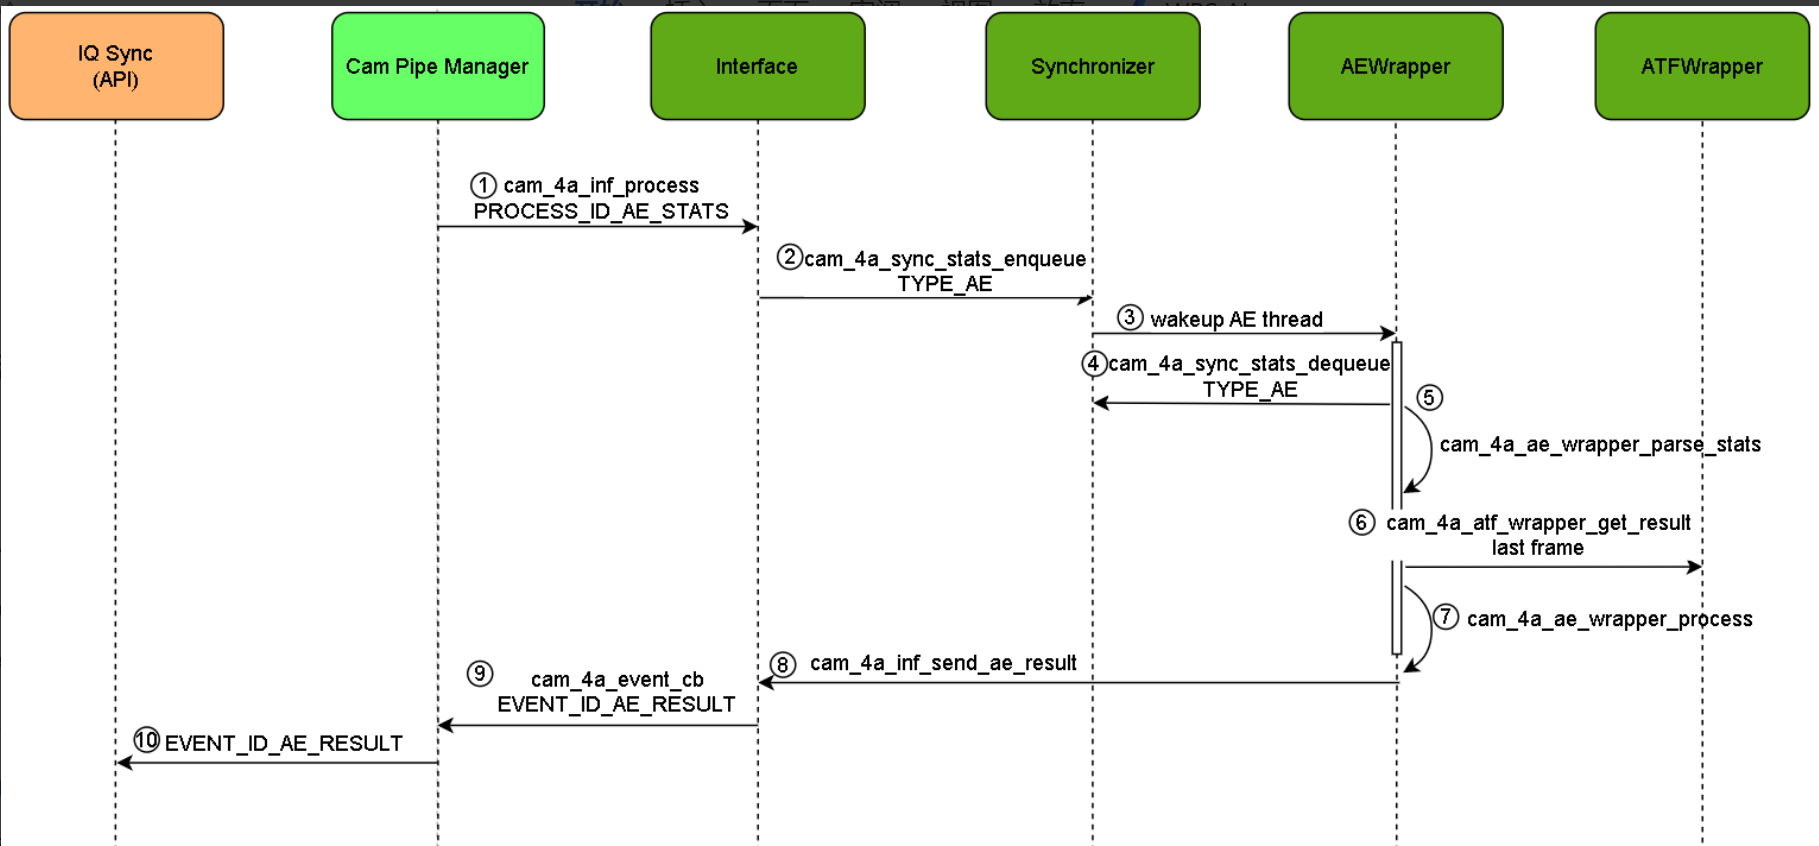 IQ Sync
(API)
Cam Pipe Manager
Interface
Synchronizer
AEWrapper
ATFWrapper
① cam_4a_inf_process
PROCESS_ID_AE_STATS
② cam_4a_sync_stats_enqueue
TYPE_AE
③ wakeup AE thread
④ cam_4a_sync_stats_dequeue
TYPE_AE
⑤
cam_4a_ae_wrapper_parse_stats
⑥ cam_4a_atf_wrapper_get_result
last frame
⑦ cam_4a_ae_wrapper_process
⑧ cam_4a_inf_send_ae_result
⑨ cam_4a_event_cb
EVENT_ID_AE_RESULT
⑩ EVENT_ID_AE_RESULT